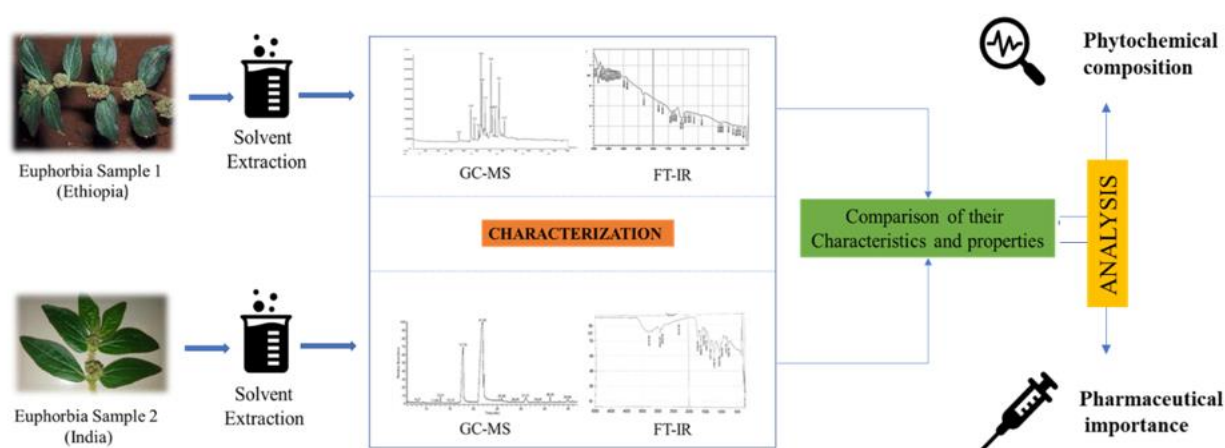 Euphorbia Sample 1
(Ethiopia)
Solvent
Extraction
GC-MS
FT-IR
CHARACTERIZATION
Euphorbia Sample 2
(India)
Solvent
Extraction
GC-MS
FT-IR
Comparison of their
Characteristics and properties
ANALYSIS
Phytochemical
composition
Pharmaceutical
importance